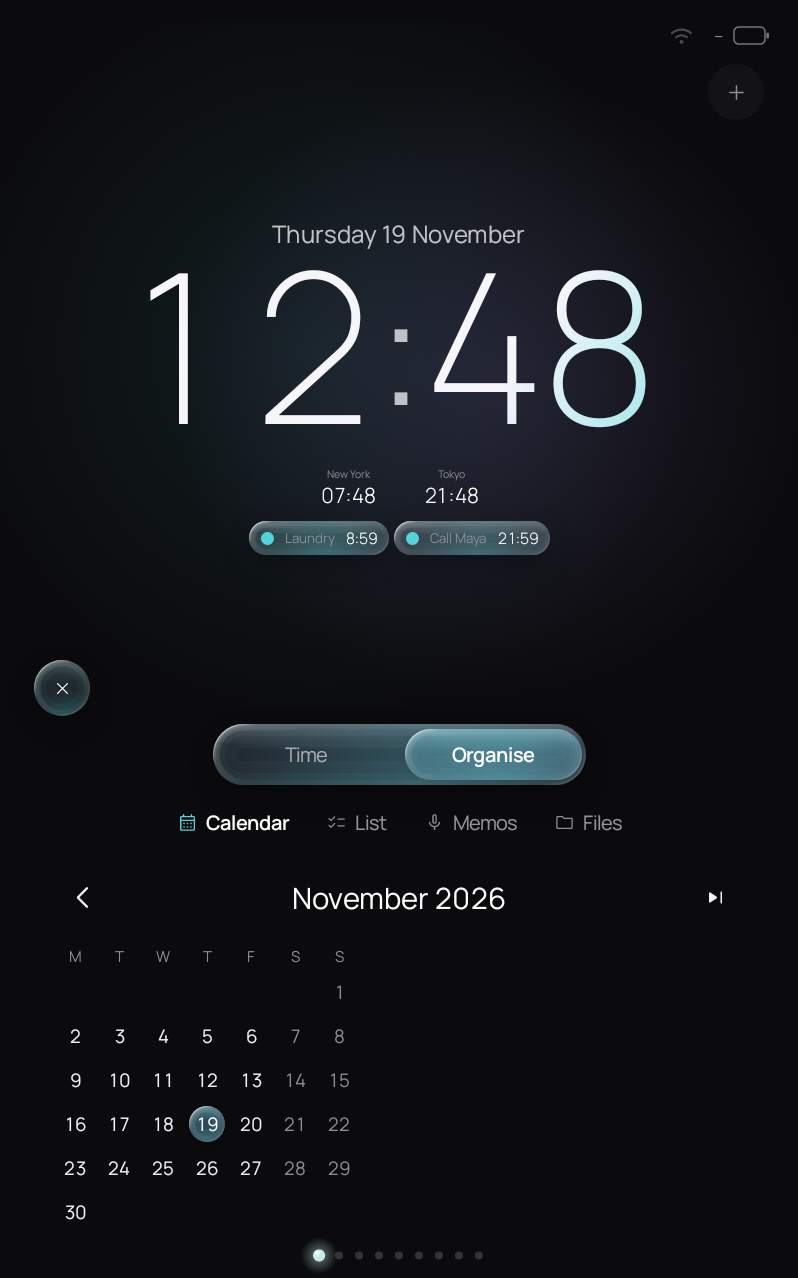 Thursday 19 November
12:48
New York Tokyo
07:48 21:48
Laundry 8:59 Call Maya 21:59
Time Organise
Calendar List Memos Files
November 2026
M T W T F S S
1
2 3 4 5 6 7 8
9 10 11 12 13 14 15
16 17 18 19 20 21 22
23 24 25 26 27 28 29
30